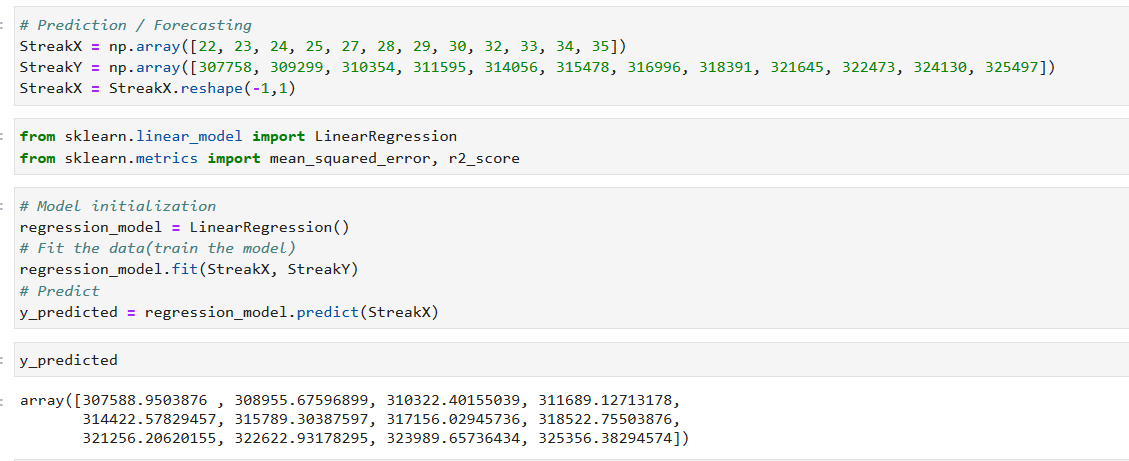 # Prediction / Forecasting
StreakX = np.array([22, 23, 24, 25, 27, 28, 29, 30, 32, 33, 34, 35])
StreakY = np.array([307758, 309299, 310354, 311595, 314056, 315478, 316996, 318391, 321645, 322473, 324130, 325497])
StreakX = StreakX.reshape(-1,1)
from sklearn.linear_model import LinearRegression
from sklearn.metrics import mean_squared_error, r2_score
# Model initialization
regression_model = LinearRegression()
# Fit the data(train the model)
regression_model.fit(StreakX, StreakY)
# Predict
y_predicted = regression_model.predict(StreakX)
y_predicted
array([307588.9503876 , 308955.67596899, 310322.40155039, 311689.12713178,
314422.57829457, 315789.30387597, 317156.02945736, 318522.75503876,
321256.20620155, 322622.93178295, 323989.65736434, 325356.38294574])